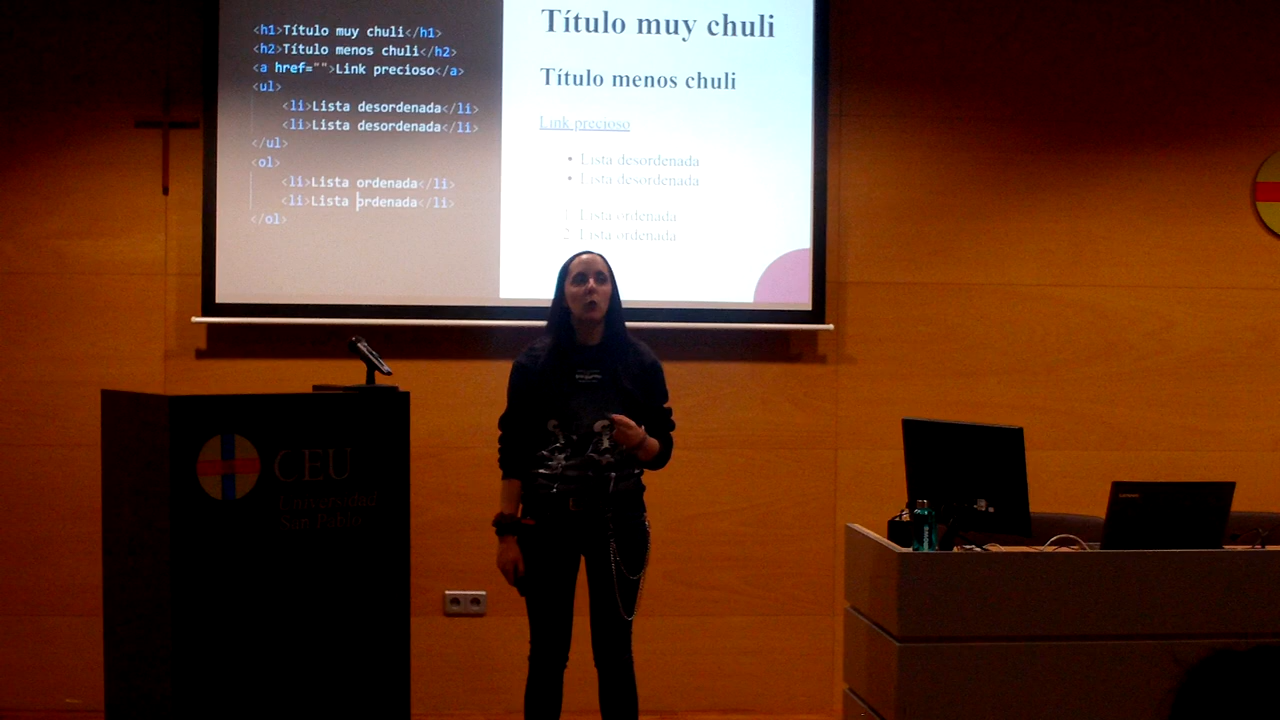 <h1>Título muy chuli</h1>
<h2>Título menos chuli</h2>
<a href="">Link precioso</a>
<ul>
<li>Lista desordenada</li>
<li>Lista desordenada</li>
</ul>
<ol>
<li>Lista ordenada</li>
<li>Lista ordenada</li>
</ol>
Título muy chuli
Título menos chuli
Link precioso
• Lista desordenada
• Lista desordenada
1. Lista ordenada
2. Lista ordenada
CEU
Universidad
San Pablo
Lenovo